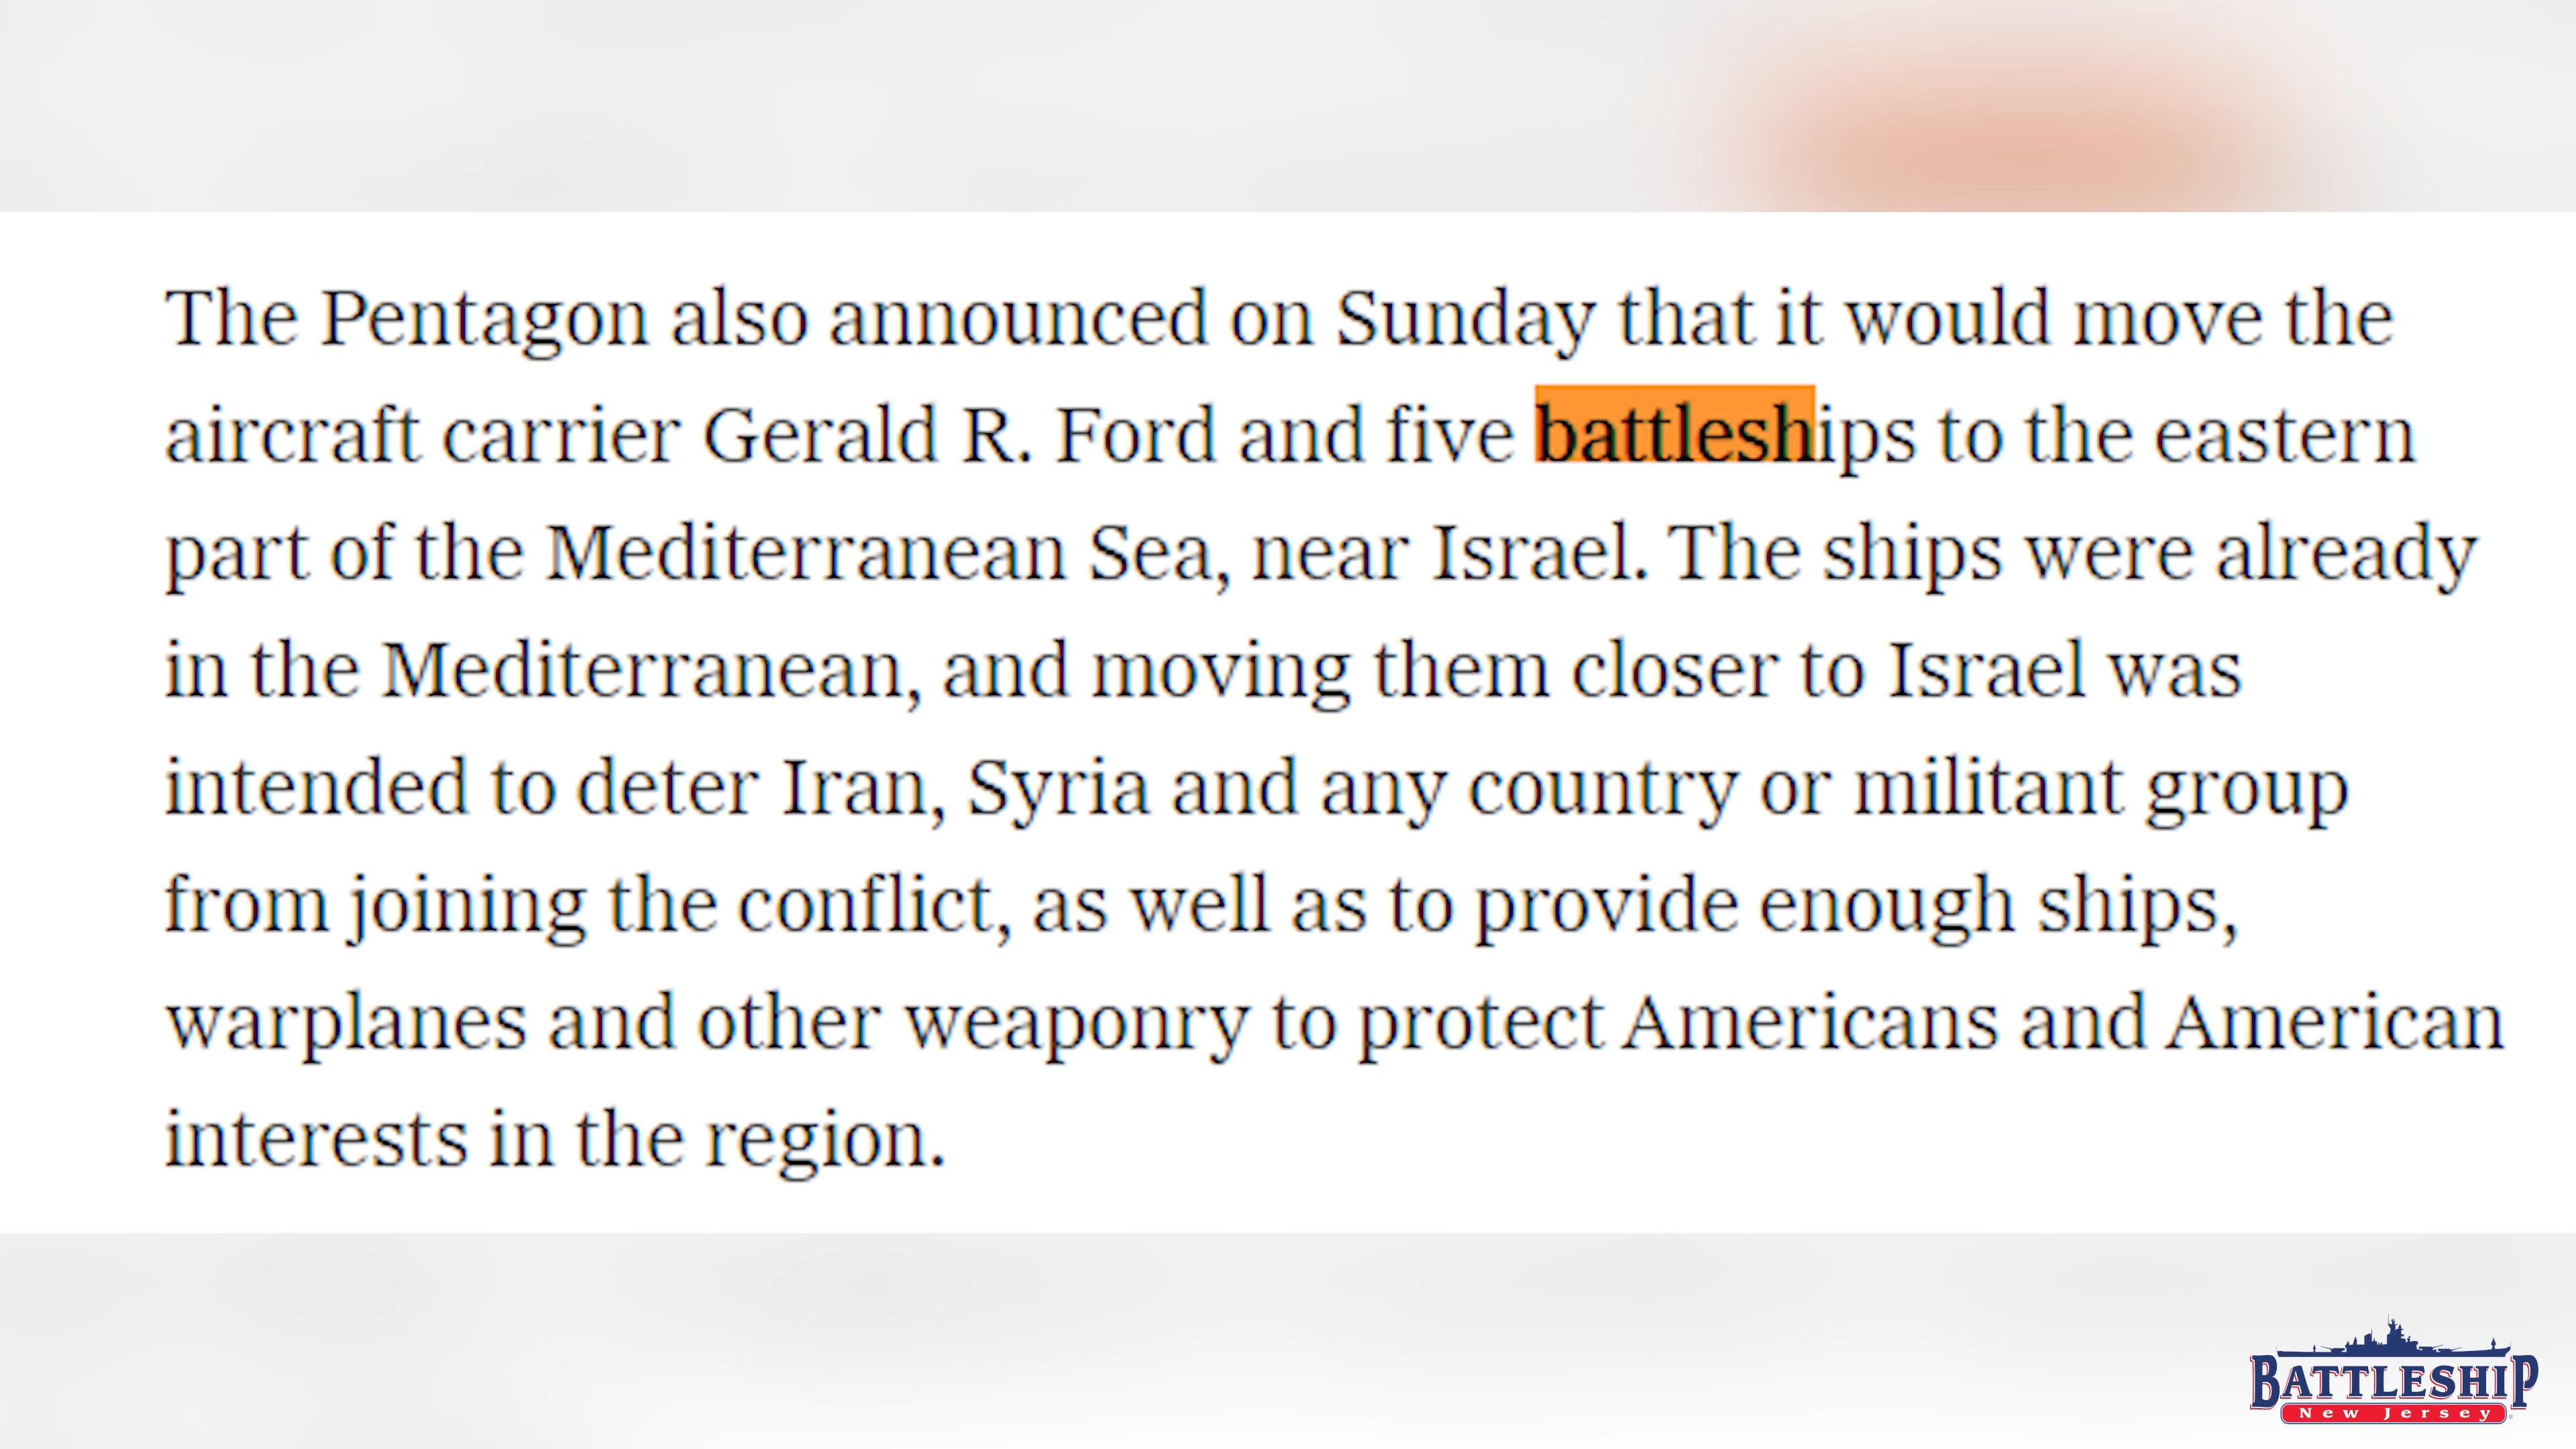 The Pentagon also announced on Sunday that it would move the
aircraft carrier Gerald R. Ford and five battleships to the eastern
part of the Mediterranean Sea, near Israel. The ships were already
in the Mediterranean, and moving them closer to Israel was
intended to deter Iran, Syria and any country or militant group
from joining the conflict, as well as to provide enough ships,
warplanes and other weaponry to protect Americans and American
interests in the region.
BATTLESHIP
New Jersey